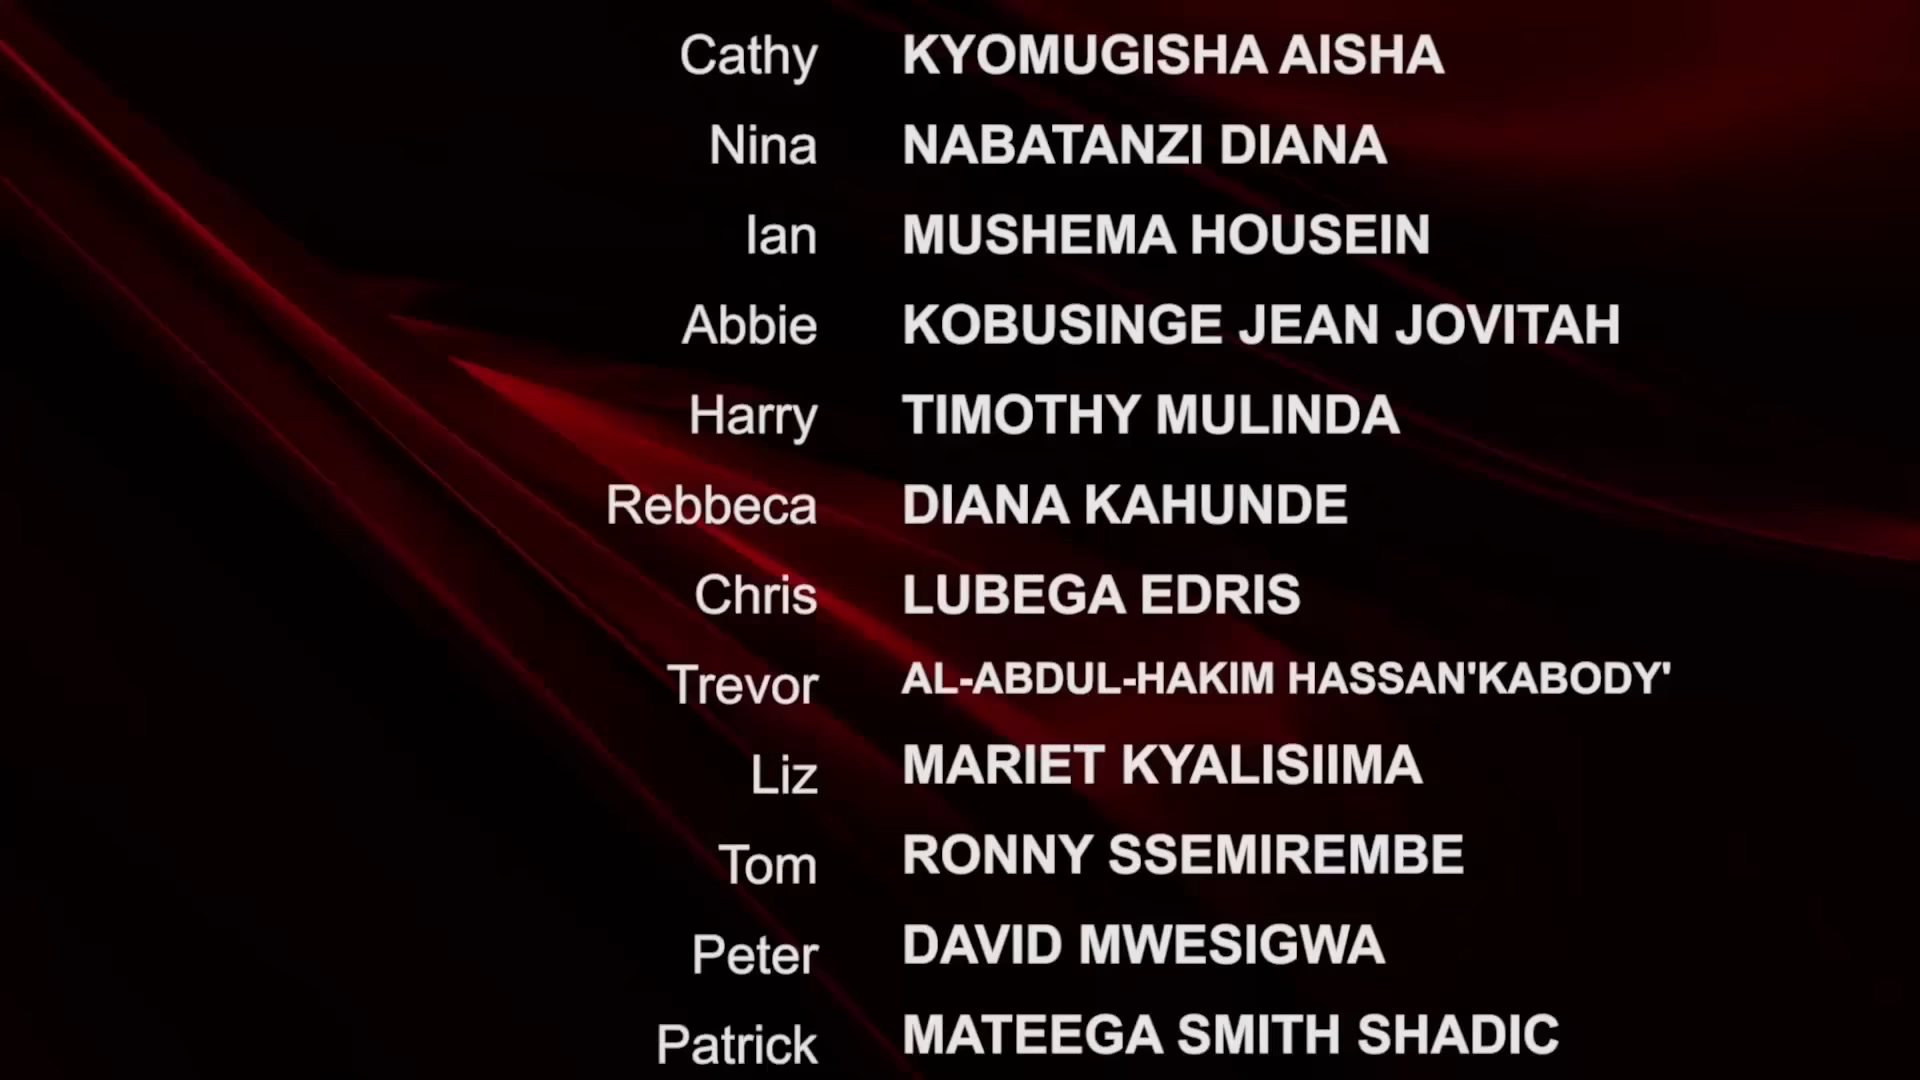 Cathy KYOMUGISHA AISHA
Nina NABATANZI DIANA
Ian MUSHEMA HOUSEIN
Abbie KOBUSINGE JEAN JOVITAH
Harry TIMOTHY MULINDA
Rebbeca DIANA KAHUNDE
Chris LUBEGA EDRIS
Trevor AL-ABDUL-HAKIM HASSAN'KABODY'
Liz MARIET KYALISIIMA
Tom RONNY SSEMIREMBE
Peter DAVID MWESIGWA
Patrick MATEEGA SMITH SHADIC